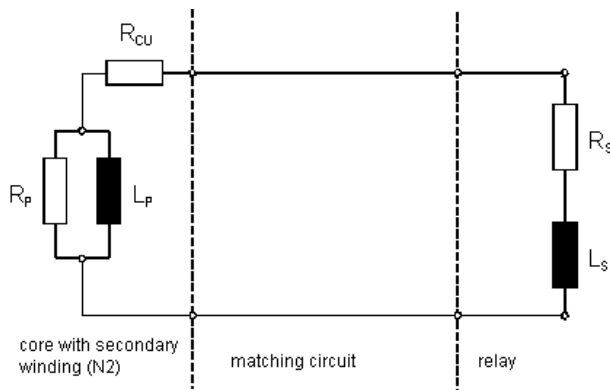 RCU
RP
LP
RS
LS
core with secondary
winding (N2)
matching circuit
relay